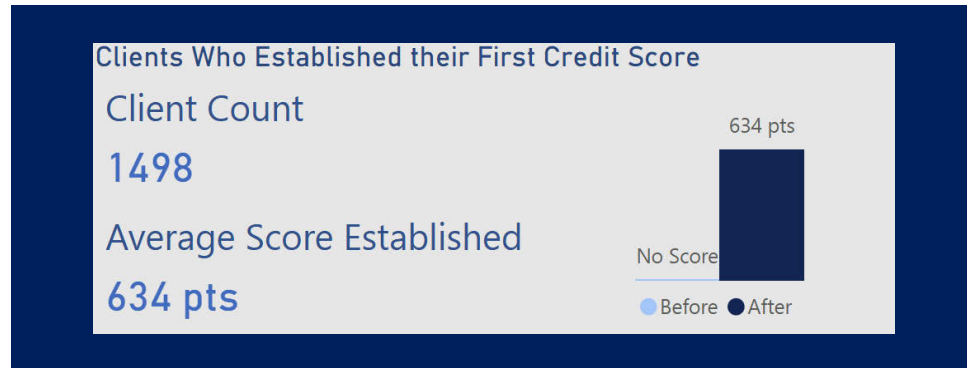 Clients Who Established their First Credit Score
Client Count
1498
Average Score Established
634 pts
634 pts
No Score
Before After